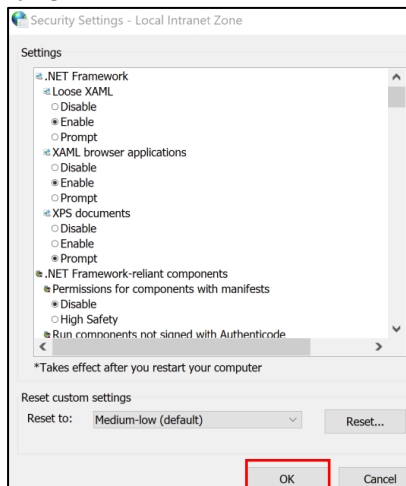 Security Settings - Local Intranet Zone
Settings
.NET Framework
Loose XAML
Disable
Enable
Prompt
XAML browser applications
Disable
Enable
Prompt
XPS documents
Disable
Enable
Prompt
.NET Framework-reliant components
Permissions for components with manifests
Disable
High Safety
Run components not signed with Authenticode
*Takes effect after you restart your computer
Reset custom settings
Reset to: Medium-low (default) Reset...
OK Cancel